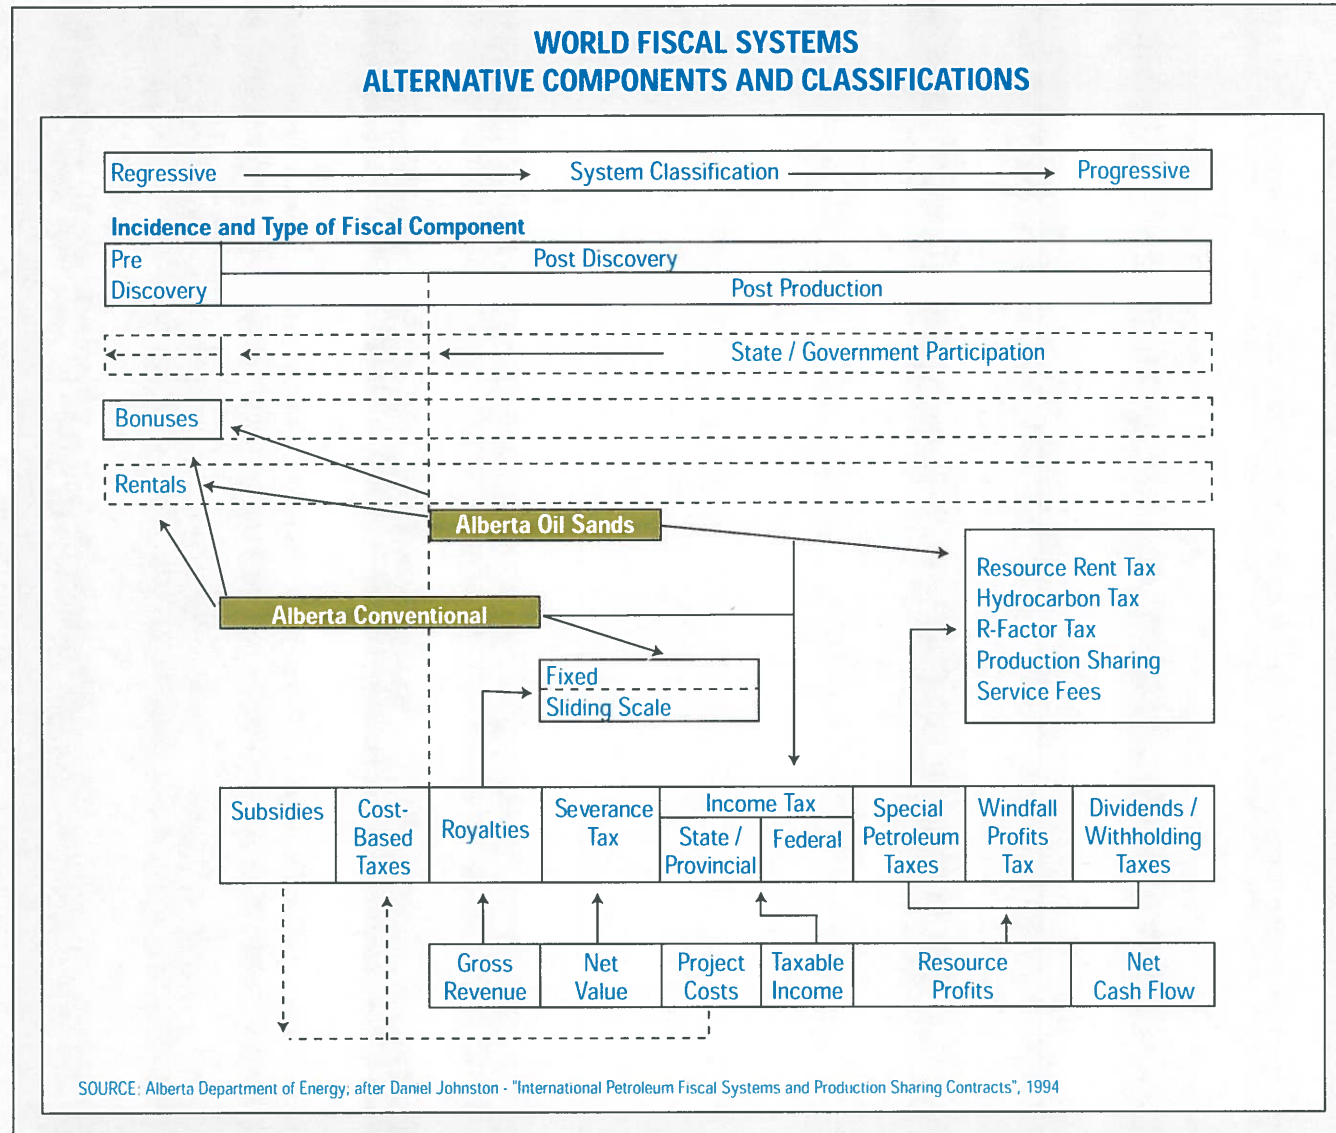 WORLD FISCAL SYSTEMS
ALTERNATIVE COMPONENTS AND CLASSIFICATIONS
Regressive
System Classification
Progressive
Incidence and Type of Fiscal Component
Pre
Discovery
Post Discovery
Post Production
State / Government Participation
Bonuses
Rentals
Alberta Oil Sands
Alberta Conventional
Resource Rent Tax
Hydrocarbon Tax
R-Factor Tax
Production Sharing
Service Fees
Fixed
Sliding Scale
Subsidies
Cost-
Based
Taxes
Royalties
Severance
Tax
Income Tax
State /
Provincial
Federal
Special
Petroleum
Taxes
Windfall
Profits
Tax
Dividends /
Withholding
Taxes
Gross
Revenue
Net
Value
Project
Costs
Taxable
Income
Resource
Profits
Net
Cash Flow
SOURCE: Alberta Department of Energy; after Daniel Johnston - "International Petroleum Fiscal Systems and Production Sharing Contracts", 1994